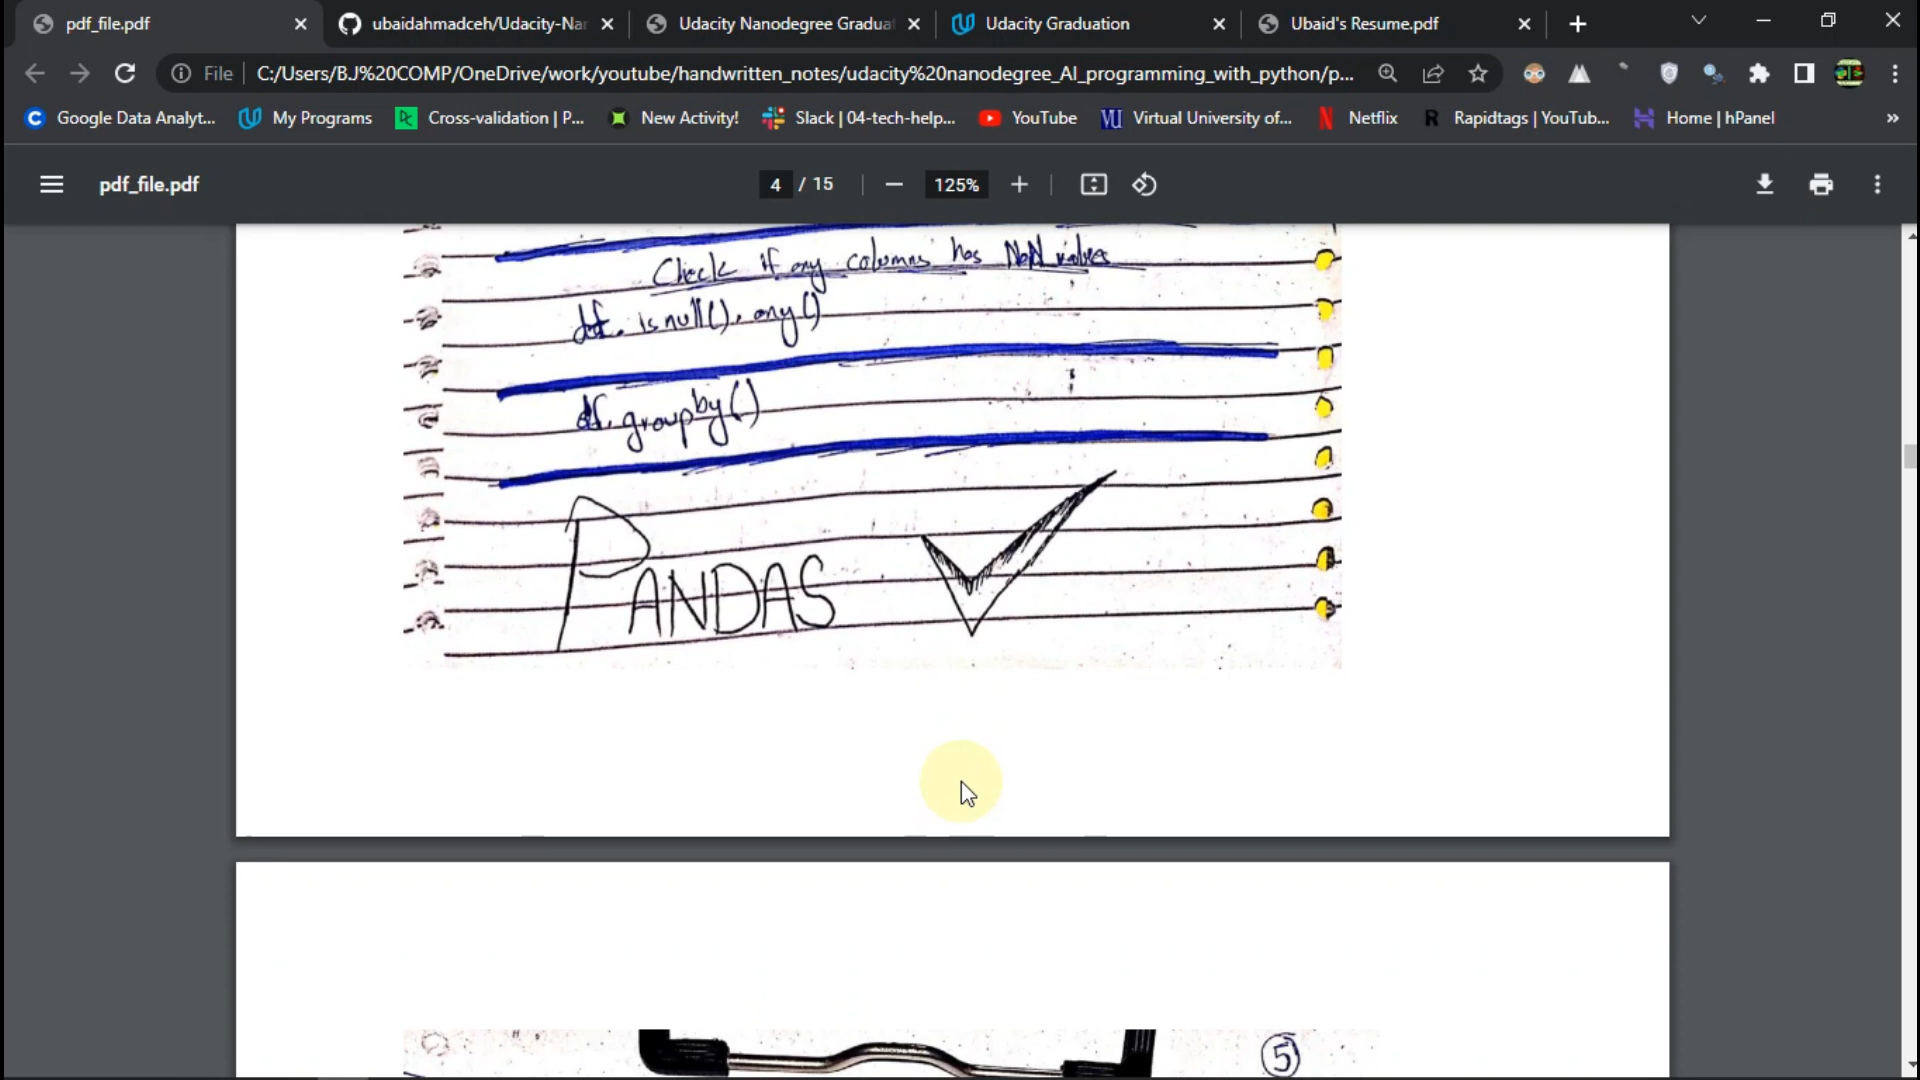 pdf_file.pdf
ubaidahmadceh/Udacity-Na
Udacity Nanodegree Gradua
Udacity Graduation
Ubaid's Resume.pdf
File
C:/Users/BJ%20COMP/OneDrive/work/youtube/handwritten_notes/udacity%20nanodegree_AI_programming_with_python/p...
Google Data Analyt...
My Programs
Cross-validation | P...
New Activity!
Slack | 04-tech-help...
YouTube
Virtual University of...
Netflix
Rapidtags | YouTub...
Home | hPanel
»
pdf_file.pdf
4 / 15
125%
Check if any columns has NaN values
df. isnull(). any()
df. groupby()
PANDAS
5